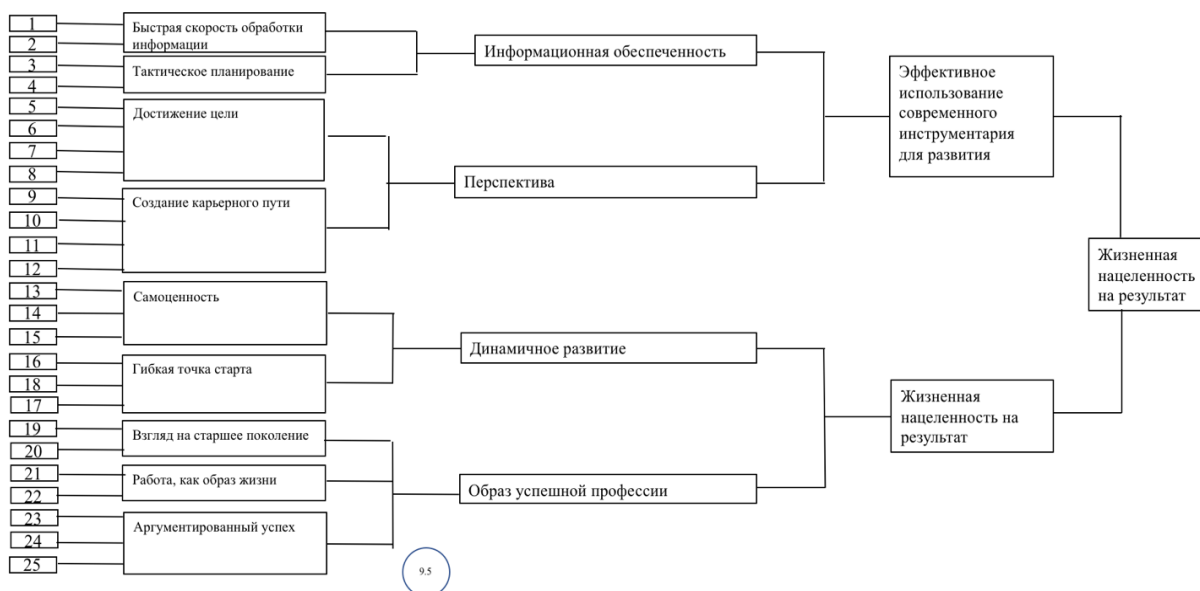 1
2
3
4
5
6
7
8
9
10
11
12
13
14
15
16
18
17
19
20
21
22
23
24
25
Быстрая скорость обработки
информации
Тактическое планирование
Достижение цели
Создание карьерного пути
Самоценность
Гибкая точка старта
Взгляд на старшее поколение
Работа, как образ жизни
Аргументированный успех
Информационная обеспеченность
Перспектива
Динамичное развитие
Образ успешной профессии
Эффективное
использование
современного
инструментария
для развития
Жизненная
нацеленность на
результат
Жизненная
нацеленность
на результат
9.5